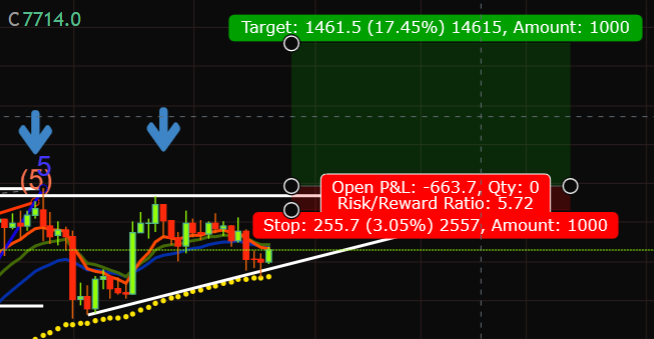 C7714.0
Target: 1461.5 (17.45%) 14615, Amount: 1000
5
(5)
Open P&L: -663.7, Qty: 0
Risk/Reward Ratio: 5.72
Stop: 255.7 (3.05%) 2557, Amount: 1000